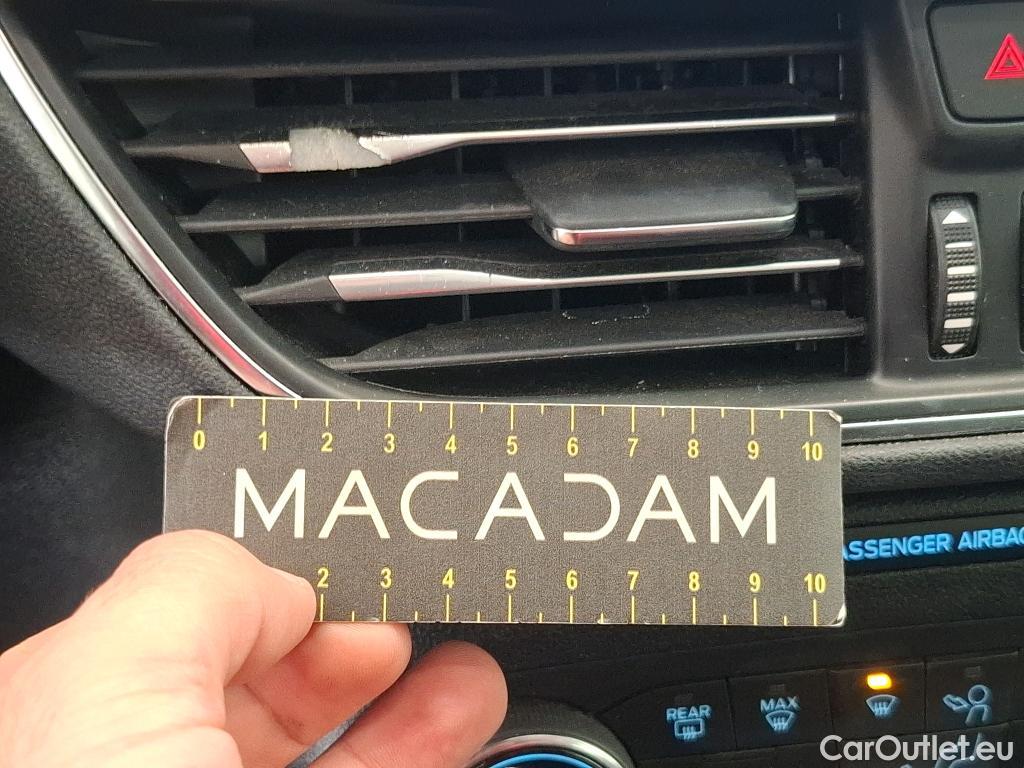 0 1 2 3 4 5 6 7 8 9 10
MACADAM
2 3 4 5 6 7 8 9 10
ASSENGER AIRBAG
REAR
MAX
CarOutlet.eu